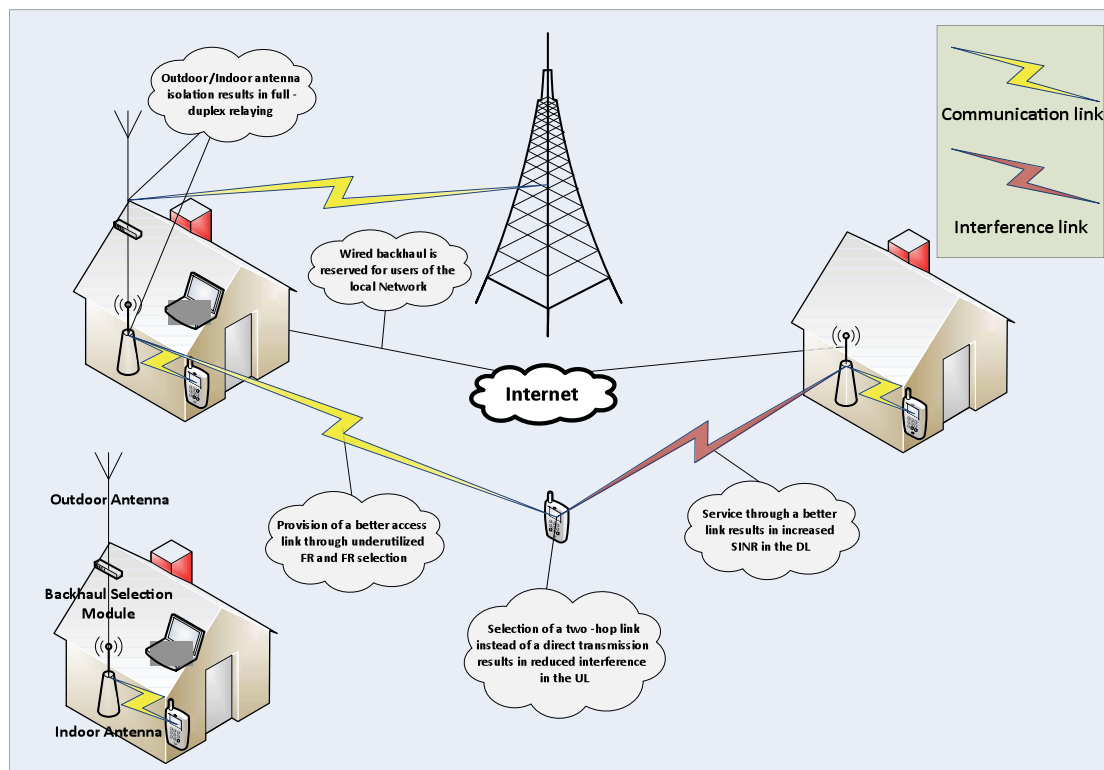 Outdoor/Indoor antenna
isolation results in full -
duplex relaying
Communication link
Interference link
Wired backhaul is
reserved for users of the
local Network
Internet
Outdoor Antenna
Provision of a better access
link through underutilized
FR and FR selection
Service through a better
link results in increased
SINR in the DL
Backhaul Selection
Module
Selection of a two -hop link
instead of a direct transmission
results in reduced interference
in the UL
Indoor Antenna